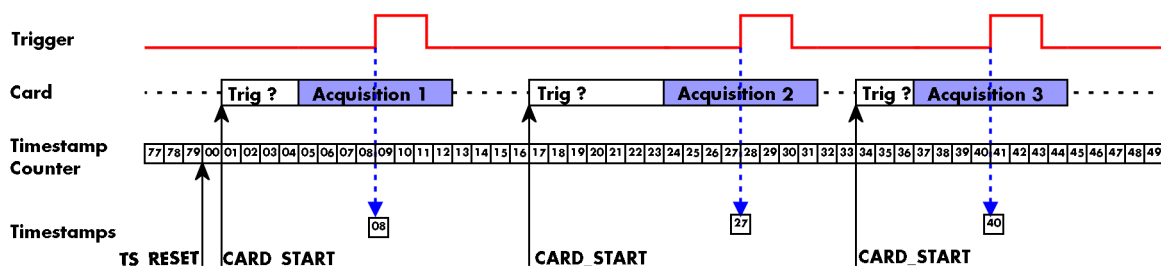 Trigger
Card
Trig ? Acquisition 1 Trig ? Acquisition 2 Trig ? Acquisition 3
Timestamp
Counter
77 78 79 00 01 02 03 04 05 06 07 08 09 10 11 12 13 14 15 16 17 18 19 20 21 22 23 24 25 26 27 28 29 30 31 32 33 34 35 36 37 38 39 40 41 42 43 44 45 46 47 48 49
Timestamps
08 27 40
TS_RESET CARD_START CARD_START CARD_START